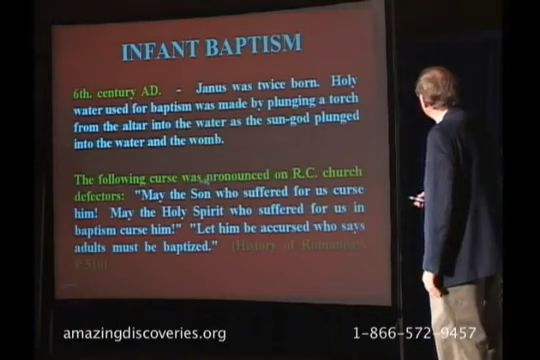 INFANT BAPTISM
6th. century AD. - Janus was twice born. Holy
water used for baptism was made by plunging a torch
from the altar into the water as the sun-god plunged
into the water and the womb.
The following curse was pronounced on R.C. church
defectors: "May the Son who suffered for us curse
him! May the Holy Spirit who suffered for us in
baptism curse him!" "Let him be accursed who says
adults must be baptized." (History of Romanism,
amazingdiscoveries.org
1-866-572-9457